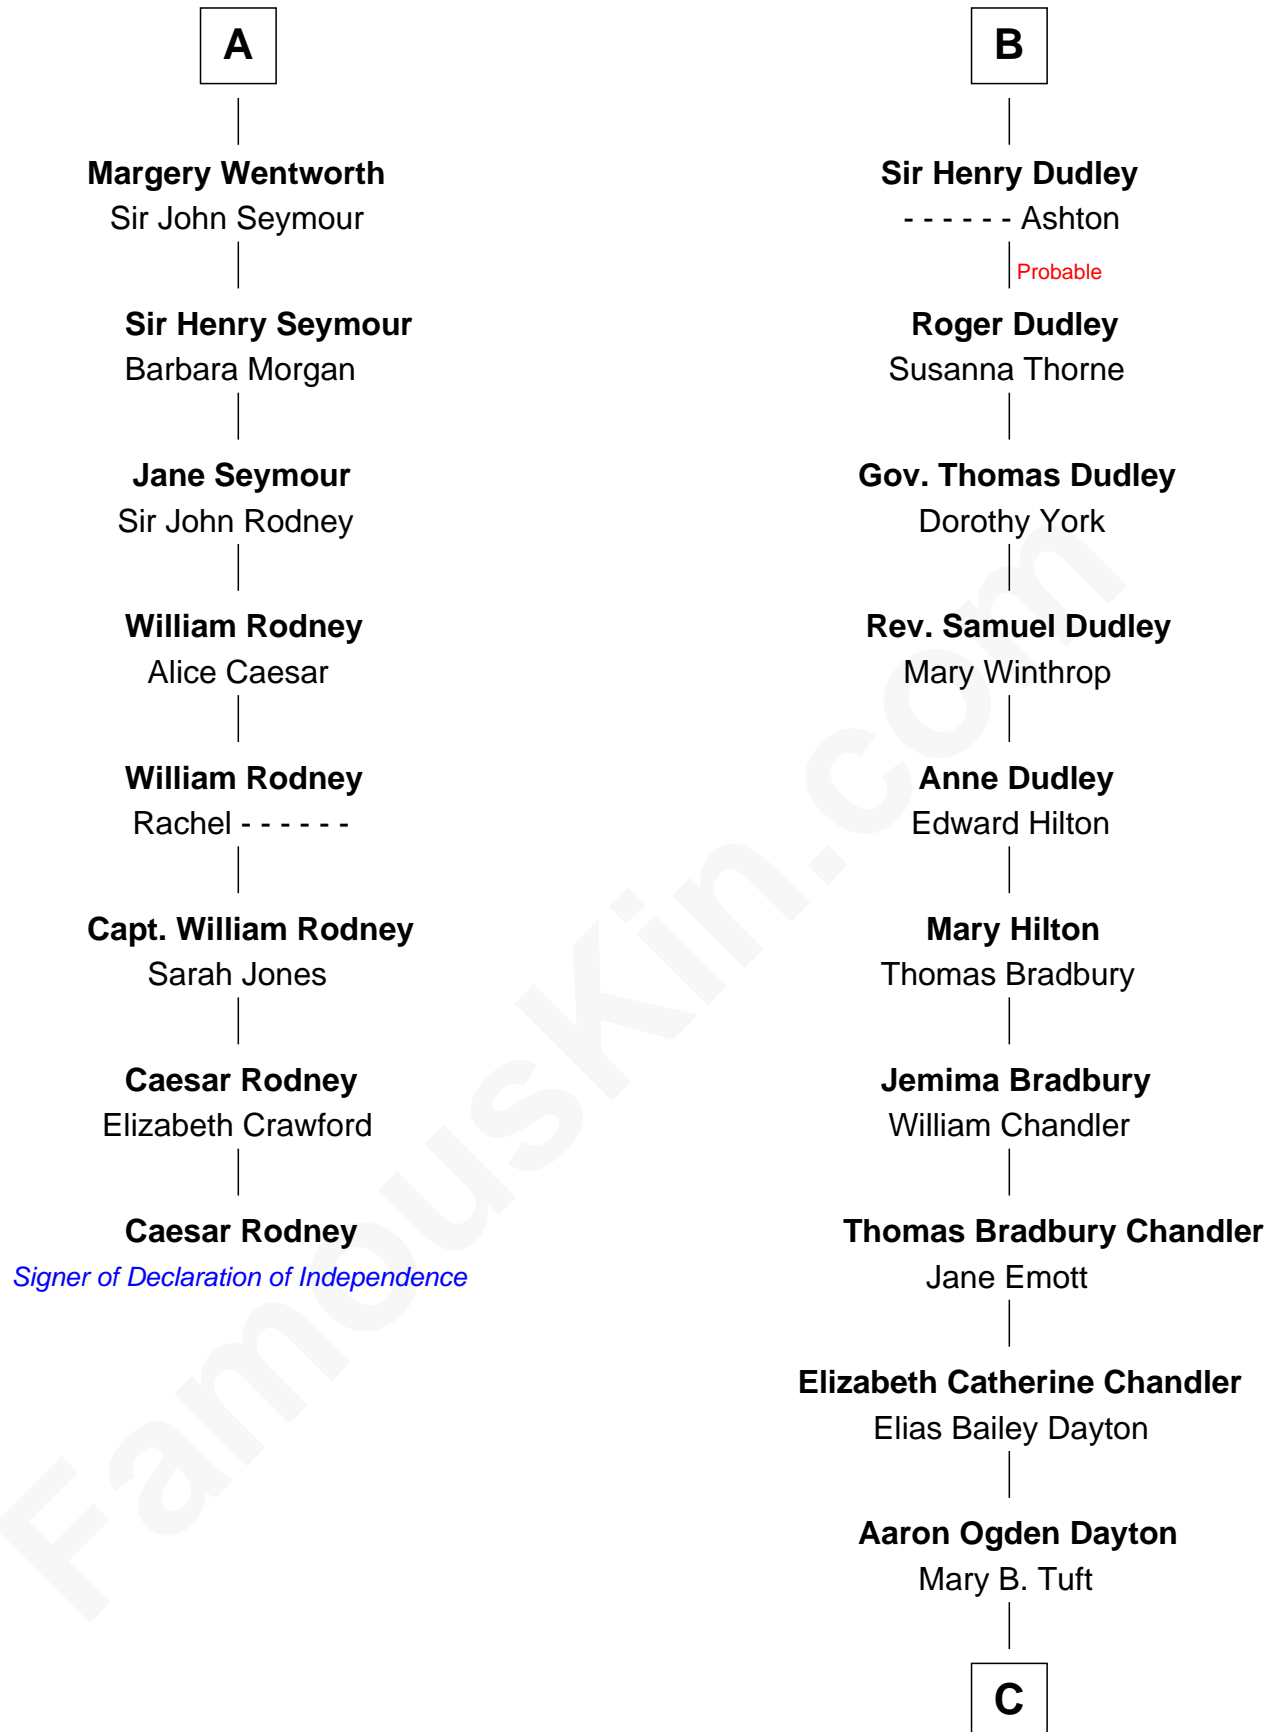 A
Margery Wentworth
Sir John Seymour
Sir Henry Seymour
Barbara Morgan
Jane Seymour
Sir John Rodney
William Rodney
Alice Caesar
William Rodney
Rachel - - - - - -
Capt. William Rodney
Sarah Jones
Caesar Rodney
Elizabeth Crawford
Caesar Rodney
Signer of Declaration of Independence
B
Sir Henry Dudley
- - - - - - Ashton
Probable
Roger Dudley
Susanna Thorne
Gov. Thomas Dudley
Dorothy York
Rev. Samuel Dudley
Mary Winthrop
Anne Dudley
Edward Hilton
Mary Hilton
Thomas Bradbury
Jemima Bradbury
William Chandler
Thomas Bradbury Chandler
Jane Emott
Elizabeth Catherine Chandler
Elias Bailey Dayton
Aaron Ogden Dayton
Mary B. Tuft
C
FamousKin.com